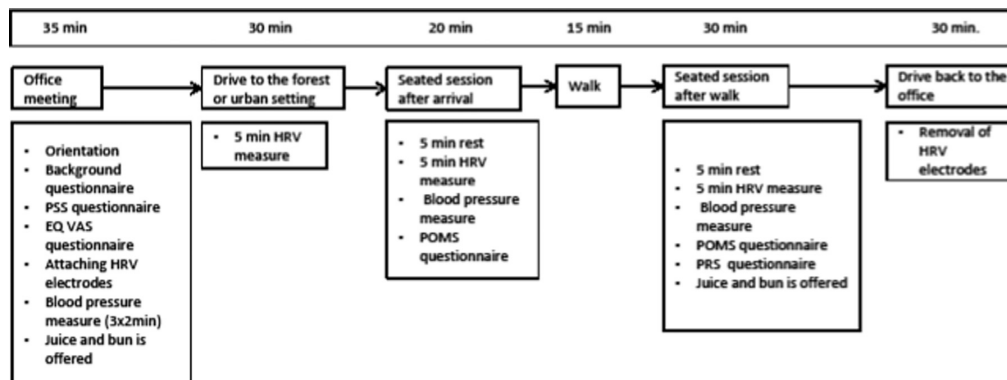 35 min
30 min
20 min
15 min
30 min
30 min.
Office
meeting
Drive to the forest
or urban setting
Seated session
after arrival
Walk
Seated session
after walk
Drive back to the
office
• Orientation
• Background
questionnaire
• PSS questionnaire
• EQ VAS
questionnaire
• Attaching HRV
electrodes
• Blood pressure
measure (3x2min)
• Juice and bun is
offered
• 5 min HRV
measure
• 5 min rest
• 5 min HRV
measure
• Blood pressure
measure
• POMS
questionnaire
• 5 min rest
• 5 min HRV measure
• Blood pressure
measure
• POMS questionnaire
• PRS questionnaire
• Juice and bun is offered
• Removal of
HRV
electrodes